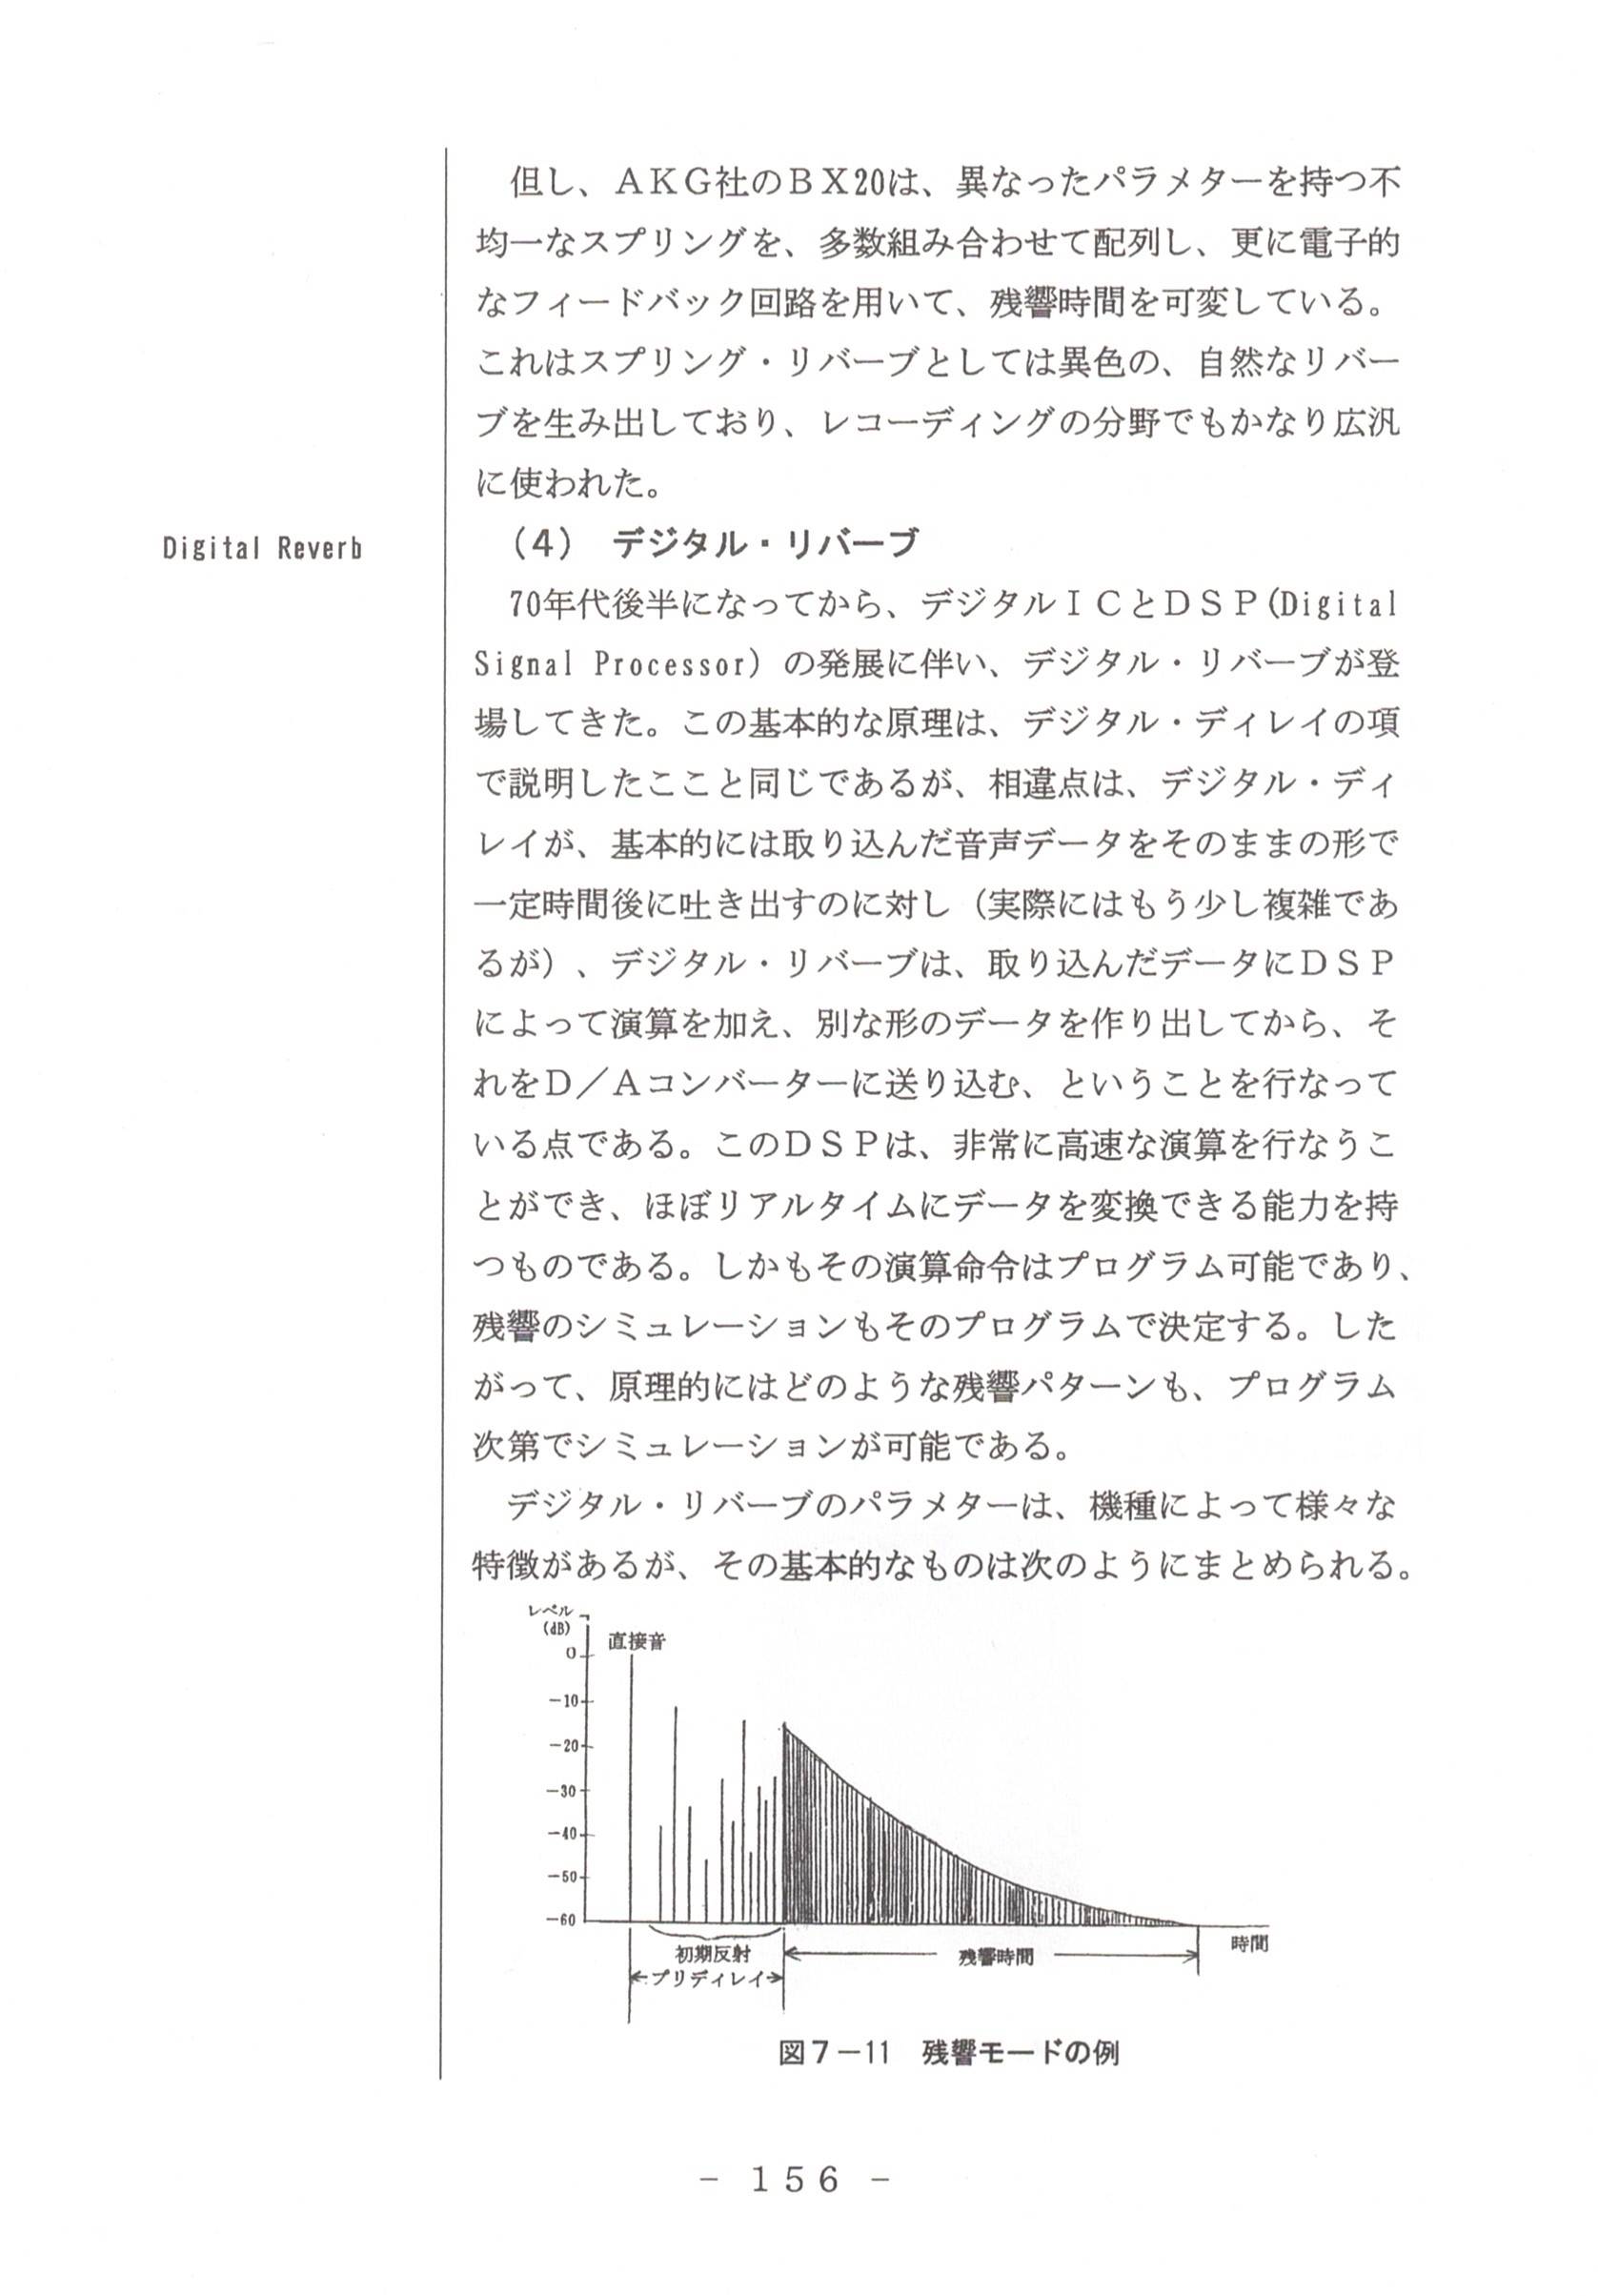 但し、ＡＫＧ社のＢＸ20は、異なったパラメターを持つ不
均一なスプリングを、多数組み合わせて配列し、更に電子的
なフィードバック回路を用いて、残響時間を可変している。
これはスプリング・リバーブとしては異色の、自然なリバー
ブを生み出しており、レコーディングの分野でもかなり広汎
に使われた。
Digital Reverb
（4）　デジタル・リバーブ
70年代後半になってから、デジタルＩＣとＤＳＰ(Digital
Signal Processor）の発展に伴い、デジタル・リバーブが登
場してきた。この基本的な原理は、デジタル・ディレイの項
で説明したここと同じであるが、相違点は、デジタル・ディ
レイが、基本的には取り込んだ音声データをそのままの形で
一定時間後に吐き出すのに対し（実際にはもう少し複雑であ
るが）、デジタル・リバーブは、取り込んだデータにＤＳＰ
によって演算を加え、別な形のデータを作り出してから、そ
れをＤ／Ａコンバーターに送り込む、ということを行なって
いる点である。このＤＳＰは、非常に高速な演算を行なうこ
とができ、ほぼリアルタイムにデータを変換できる能力を持
つものである。しかもその演算命令はプログラム可能であり、
残響のシミュレーションもそのプログラムで決定する。した
がって、原理的にはどのような残響パターンも、プログラム
次第でシミュレーションが可能である。
デジタル・リバーブのパラメターは、機種によって様々な
特徴があるが、その基本的なものは次のようにまとめられる。
レベル
(dB)
直接音
0
－10
－20
－30
－40
－50
－60
時間
初期反射
残響時間
プリディレイ
図７－11　残響モードの例
－ 156 －